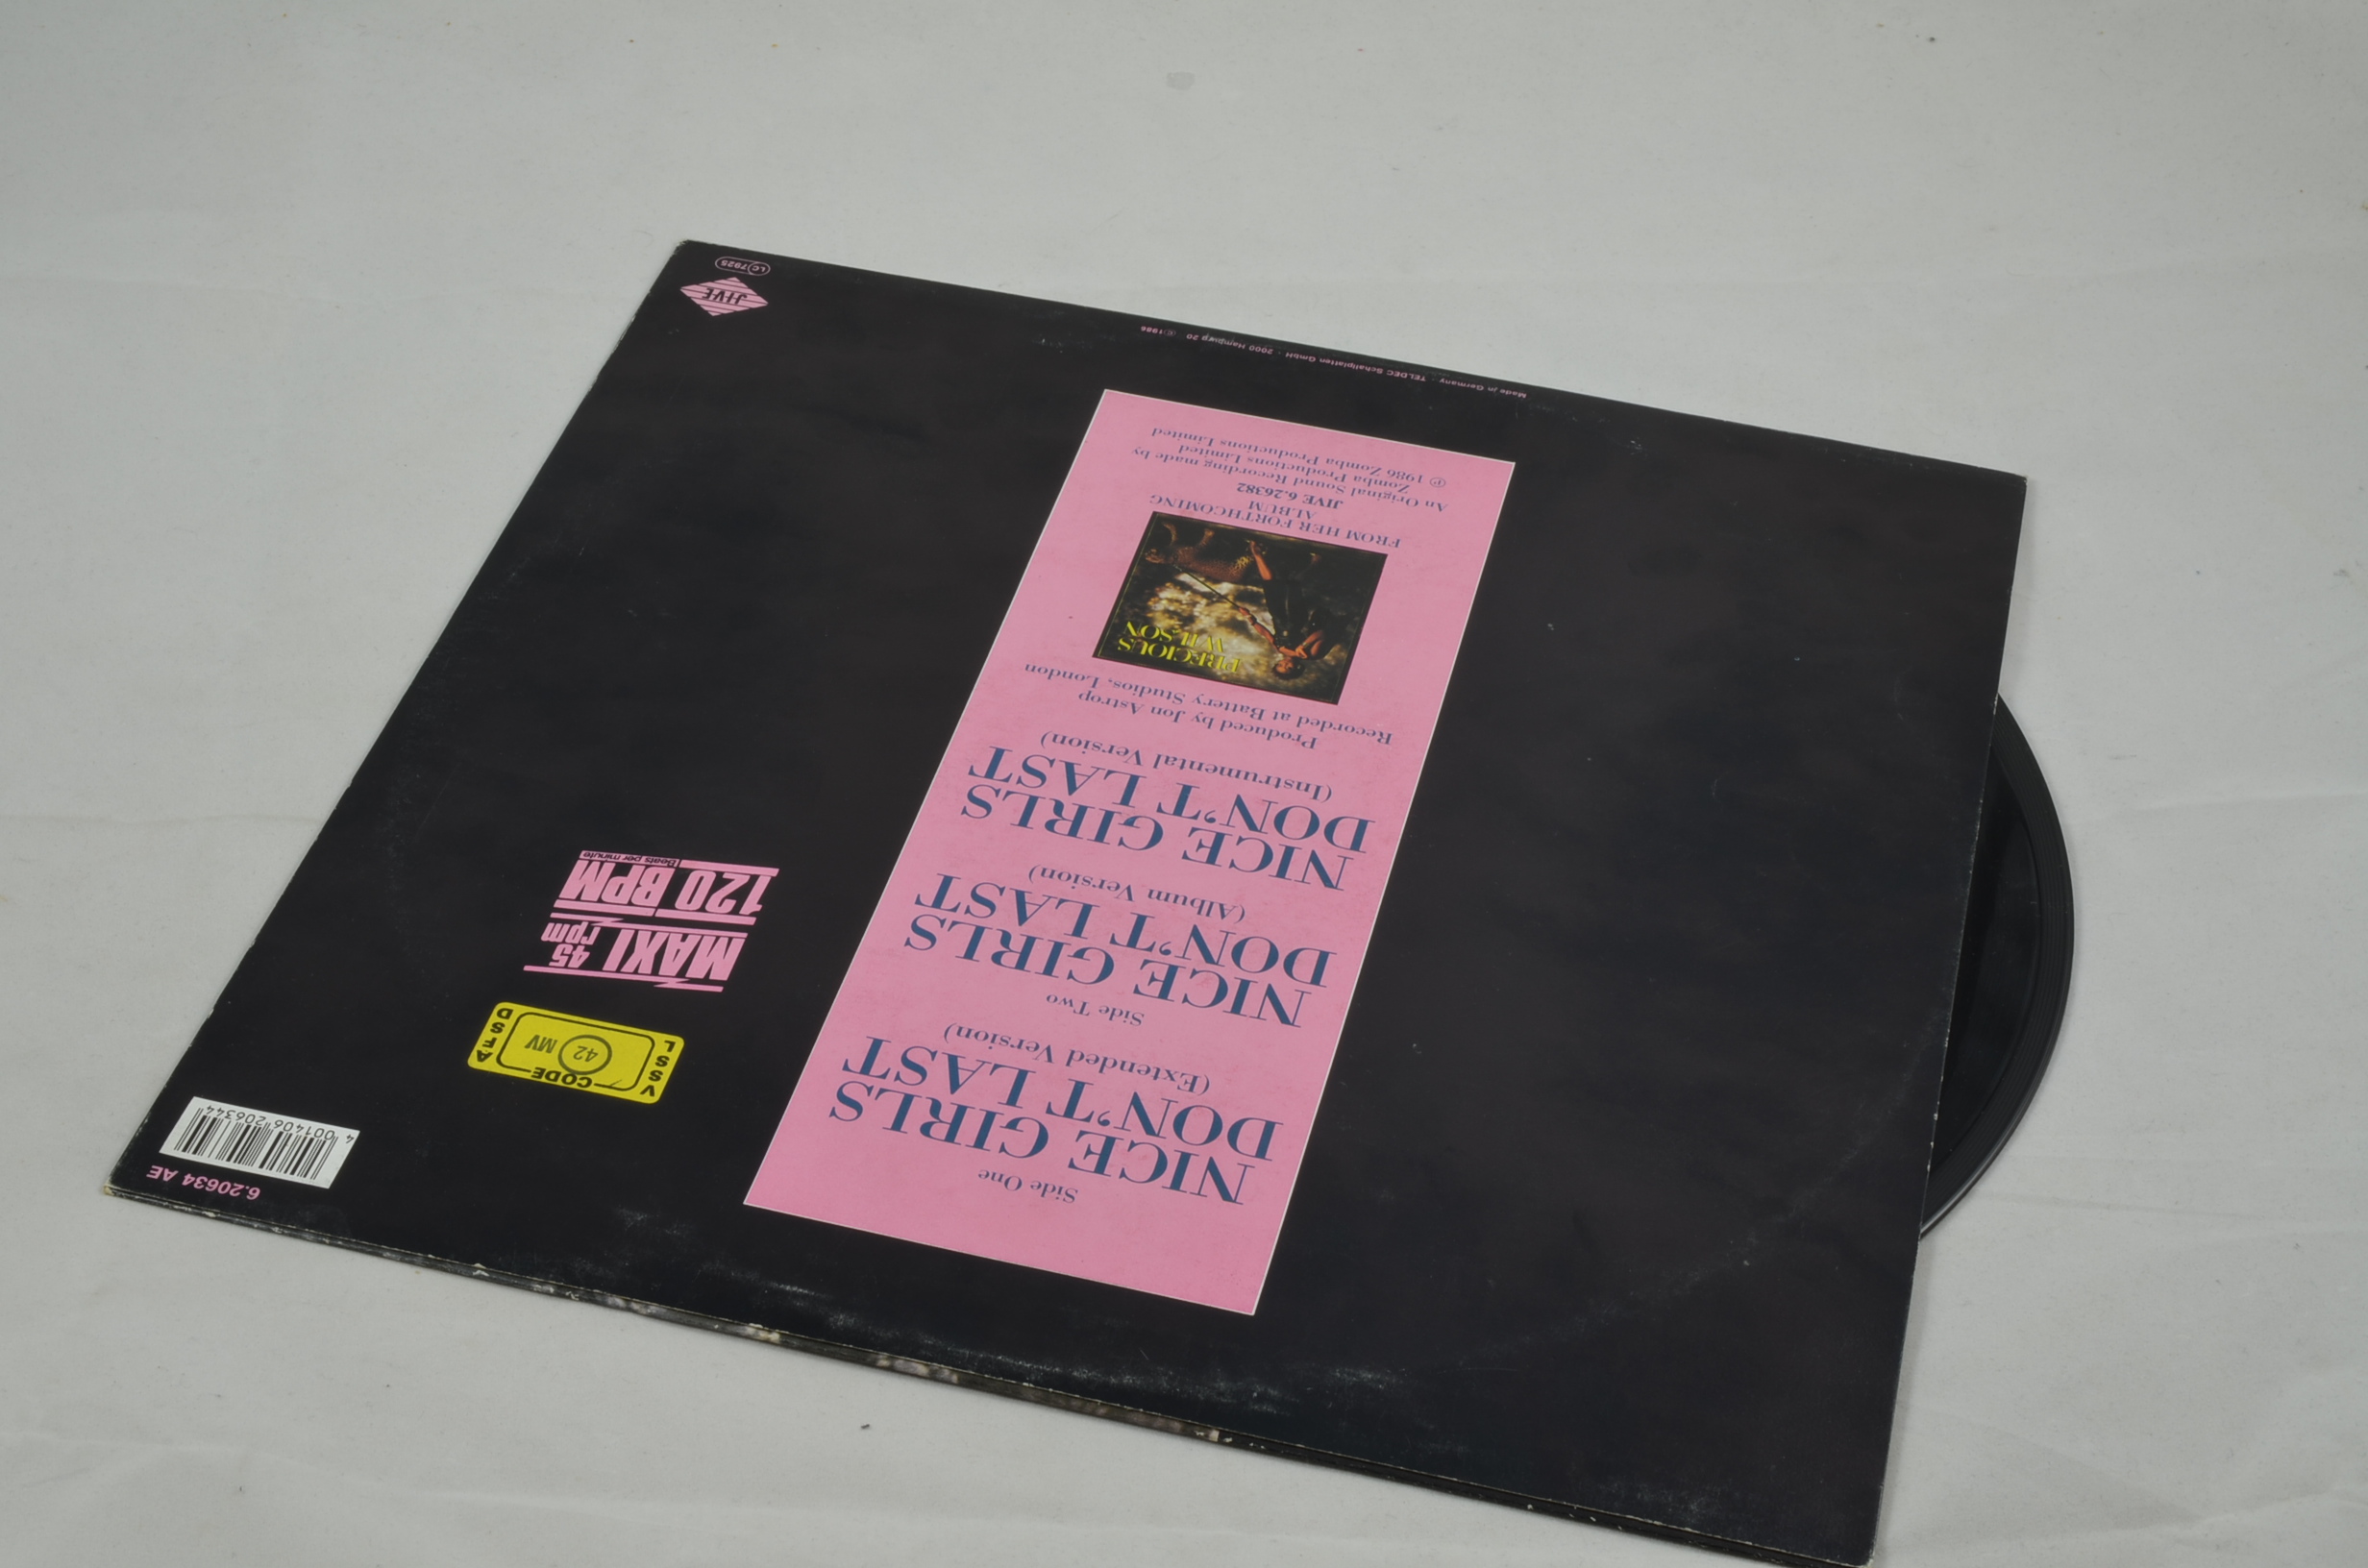 6.20634 AE
4 001406 206344
CODE
42 MV
MAXI 45 rpm
120 BPM
Beats per minute
Side One
NICE GIRLS
DON'T LAST
(Extended Version)
Side Two
NICE GIRLS
DON'T LAST
(Album Version)
NICE GIRLS
DON'T LAST
(Instrumental Version)
Produced by Jon Astrop
Recorded at Battery Studios, London
PRECIOUS
WILSON
FROM HER FORTHCOMING
ALBUM
JIVE 6.26382
An Original Sound Recording made by
Zomba Productions Limited
℗ 1986 Zomba Productions Limited
Made in Germany · TELDEC Schallplatten GmbH · 2000 Hamburg 20 ©1986
JIVE
LC 7925